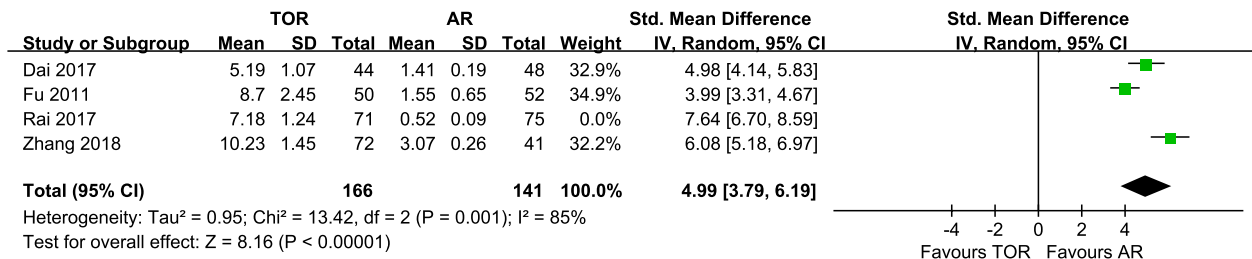 TOR AR Std. Mean Difference Std. Mean Difference
Study or Subgroup Mean SD Total Mean SD Total Weight IV, Random, 95% CI IV, Random, 95% CI
Dai 2017 5.19 1.07 44 1.41 0.19 48 32.9% 4.98 [4.14, 5.83]
Fu 2011 8.7 2.45 50 1.55 0.65 52 34.9% 3.99 [3.31, 4.67]
Rai 2017 7.18 1.24 71 0.52 0.09 75 0.0% 7.64 [6.70, 8.59]
Zhang 2018 10.23 1.45 72 3.07 0.26 41 32.2% 6.08 [5.18, 6.97]
Total (95% CI) 166 141 100.0% 4.99 [3.79, 6.19]
Heterogeneity: Tau² = 0.95; Chi² = 13.42, df = 2 (P = 0.001); I² = 85%
Test for overall effect: Z = 8.16 (P < 0.00001)
-4 -2 0 2 4
Favours TOR Favours AR